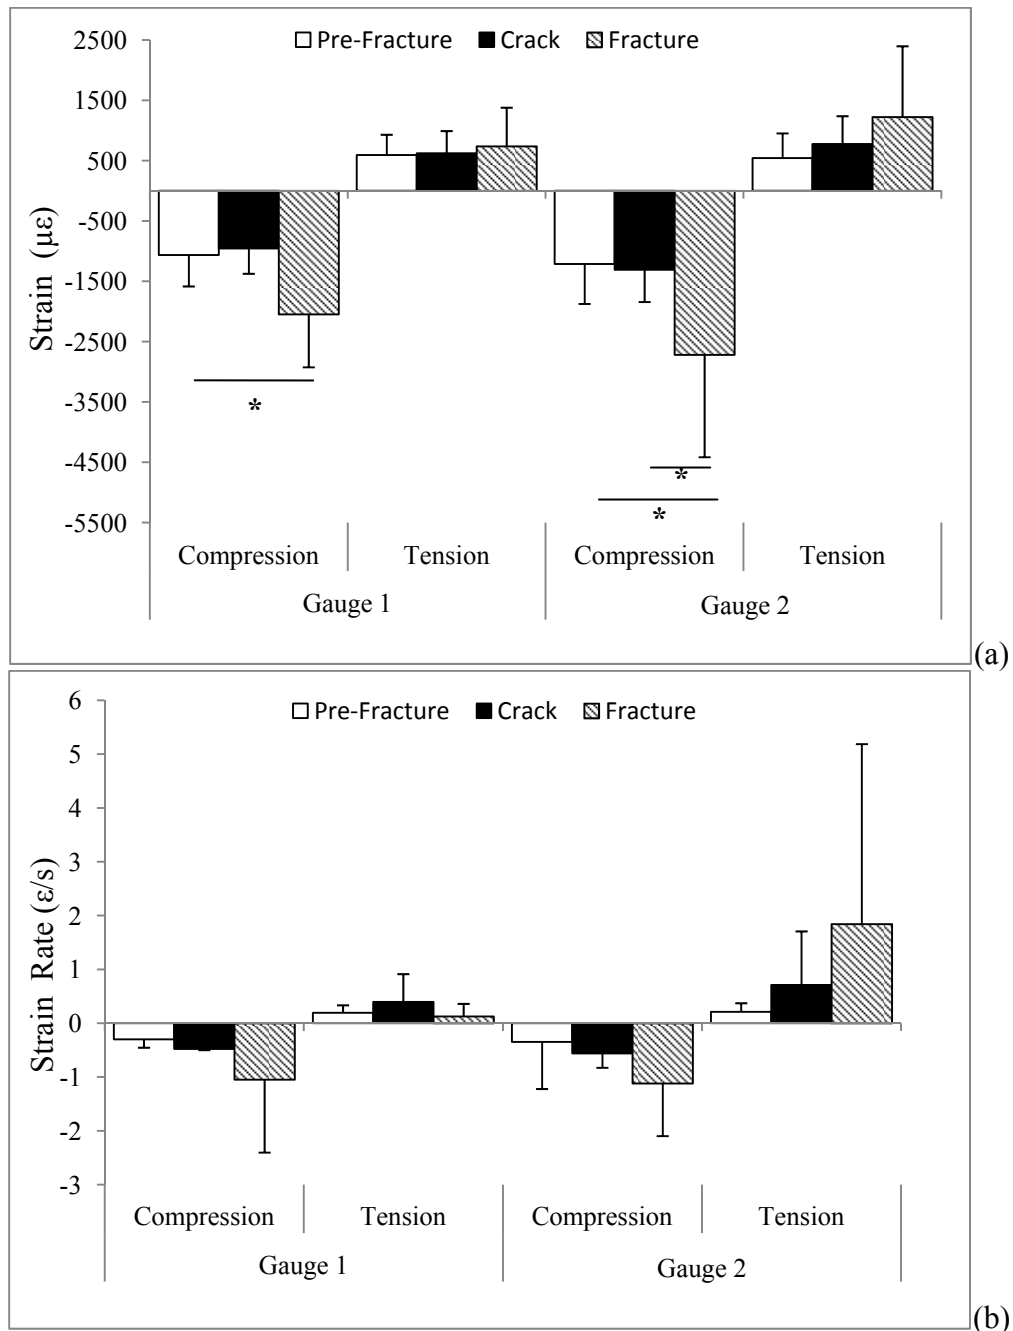 Pre-Fracture Crack Fracture
2500
1500
500
-500
-1500
-2500
-3500
-4500
-5500
Strain (με)
*
*
*
Compression Tension Compression Tension
Gauge 1 Gauge 2
(a)
Pre-Fracture Crack Fracture
6
5
4
3
2
1
0
-1
-2
-3
Strain Rate (ε/s)
Compression Tension Compression Tension
Gauge 1 Gauge 2
(b)